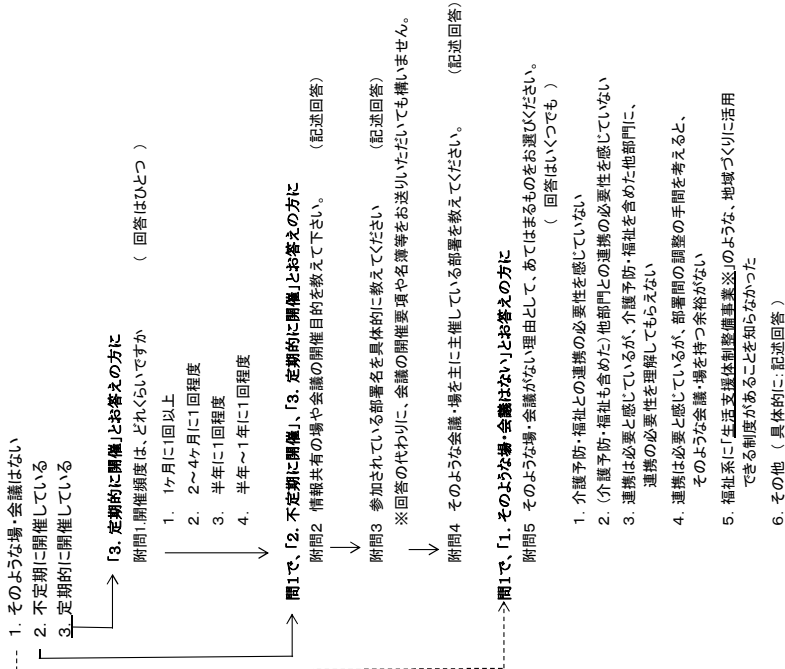 1. そのような場・会議はない
2. 不定期に開催している
3. 定期的に開催している
「3. 定期的に開催」とお答えの方に
附問1.開催頻度は、どれぐらいですか （ 回答はひとつ ）
1. 1ヶ月に1回以上
2. 2～4ヶ月に1回程度
3. 半年に1回程度
4. 半年～1年に1回程度
問1で、「2. 不定期に開催」、「3. 定期的に開催」とお答えの方に
附問2 情報共有の場や会議の開催目的を教えて下さい。 （記述回答）
附問3 参加されている部署名を具体的に教えてください （記述回答）
※回答の代わりに、会議の開催要項や名簿等をお送りいただいても構いません。
附問4 そのような会議・場を主に主催している部署を教えてください。 （記述回答）
問1で、「1. そのような場・会議はない」とお答えの方に
附問5 そのような場・会議がない理由として、あてはまるものをお選びください。
（ 回答はいくつでも ）
1. 介護予防・福祉との連携の必要性を感じていない
2. （介護予防・福祉も含めた）他部門との連携の必要性を感じていない
3. 連携は必要と感じているが、介護予防・福祉を含めた他部門に、
連携の必要性を理解してもらえない
4. 連携は必要と感じているが、部署間の調整の手間を考えると、
そのような会議・場を持つ余裕がない
5. 福祉系に「生活支援体制整備事業※」のような、地域づくりに活用
できる制度があることを知らなかった
6. その他（ 具体的に：記述回答 ）